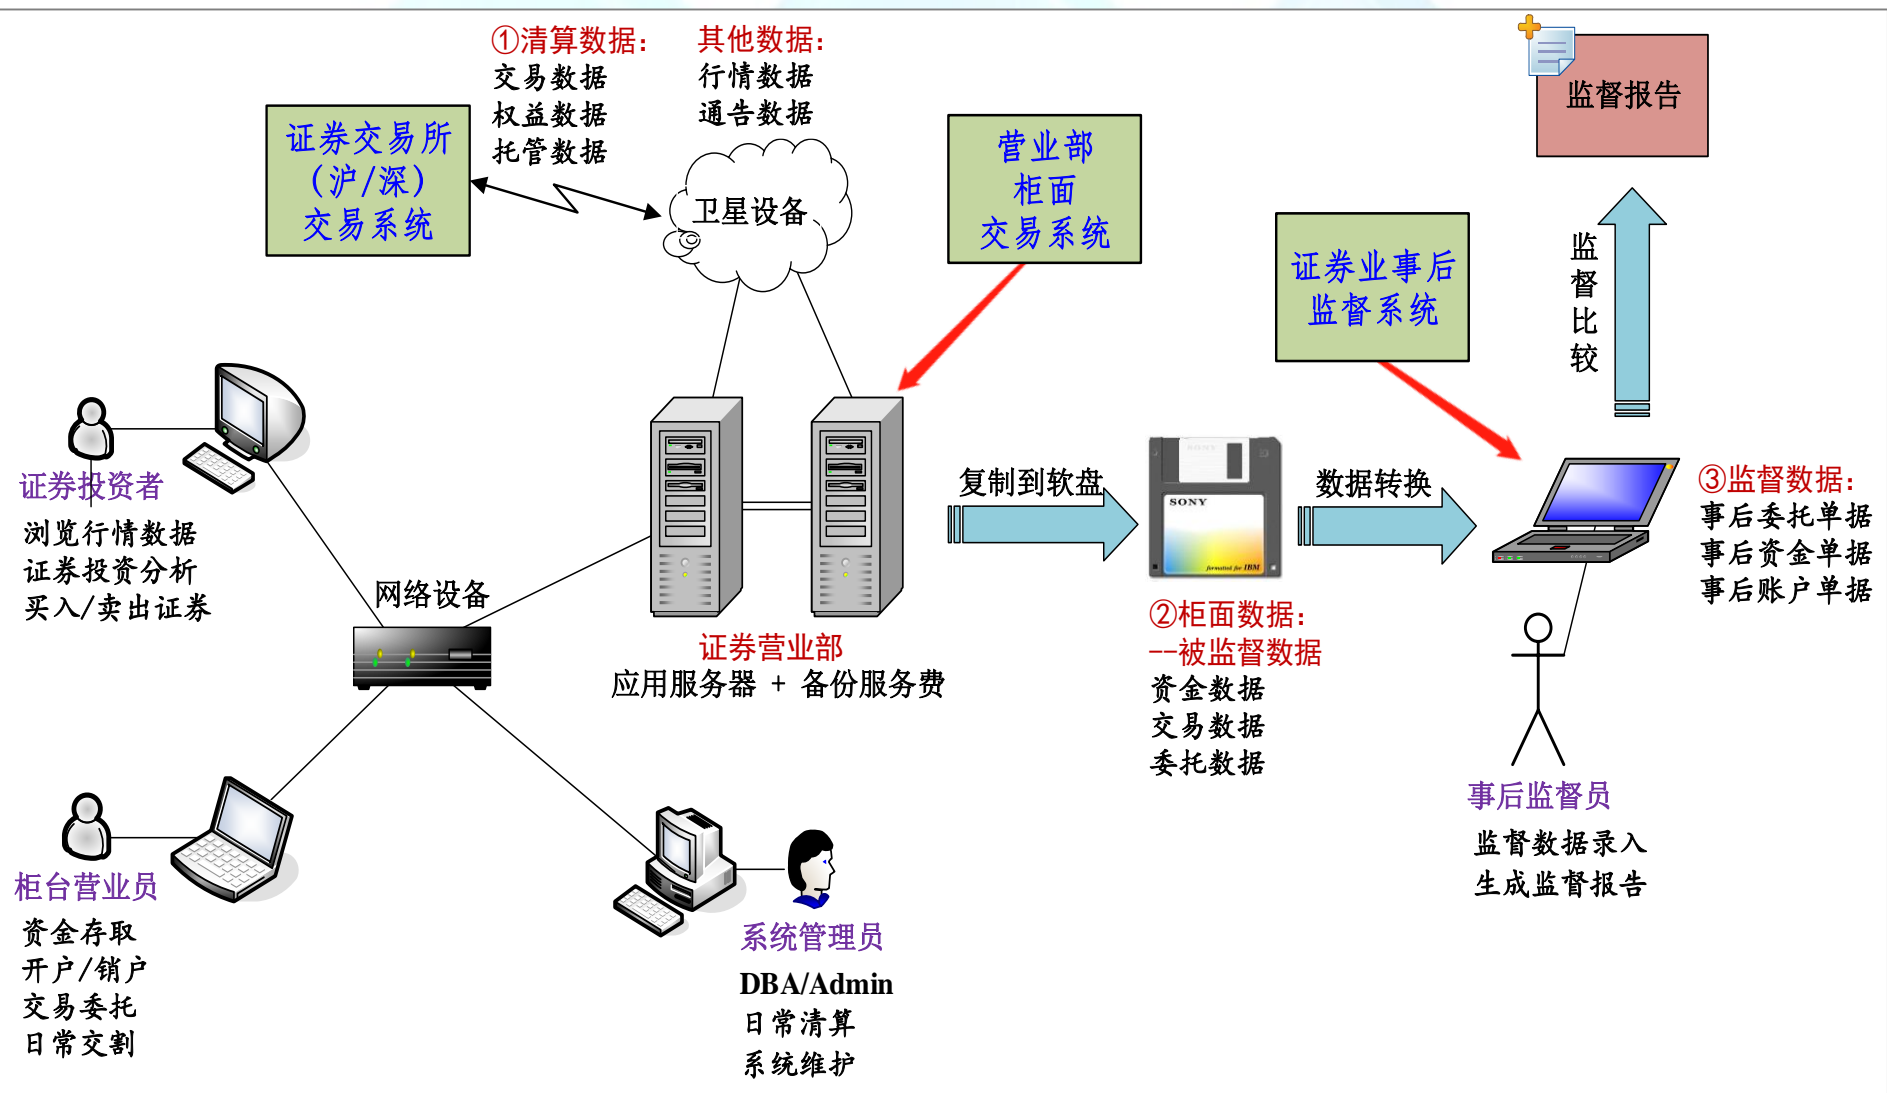 ①清算数据：
交易数据
权益数据
托管数据
其他数据：
行情数据
通告数据
证券交易所
（沪/深）
交易系统
卫星设备
营业部
柜面
交易系统
证券业事后
监督系统
监督报告
监
督
比
较
证券投资者
浏览行情数据
证券投资分析
买入/卖出证券
网络设备
证券营业部
应用服务器 + 备份服务费
复制到软盘
SONY
SONY
formatted for IBM
数据转换
②柜面数据：
--被监督数据
资金数据
交易数据
委托数据
③监督数据：
事后委托单据
事后资金单据
事后账户单据
事后监督员
监督数据录入
生成监督报告
柜台营业员
资金存取
开户/销户
交易委托
日常交割
系统管理员
DBA/Admin
日常清算
系统维护